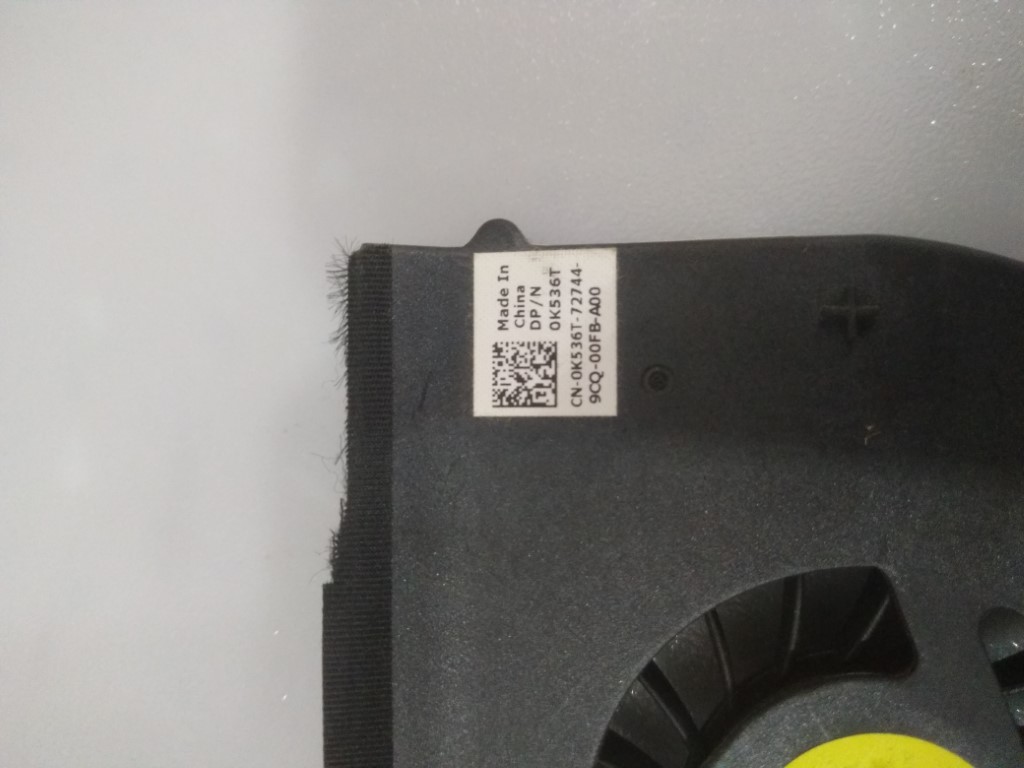 Made In
China
DP/N
0K536T
CN-0K536T-72744-
9CQ-00FB-A00